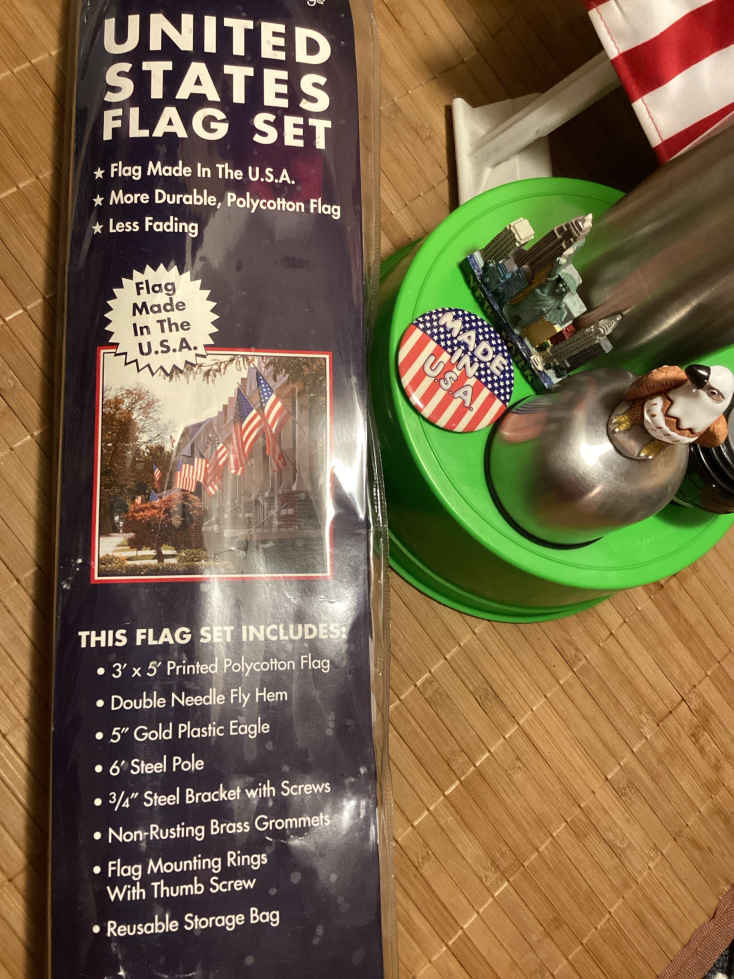 UNITED
STATES
FLAG SET
★ Flag Made In The U.S.A.
★ More Durable, Polycotton Flag
★ Less Fading
Flag
Made
In The
U.S.A.
THIS FLAG SET INCLUDES:
• 3′ x 5′ Printed Polycotton Flag
• Double Needle Fly Hem
• 5″ Gold Plastic Eagle
• 6′ Steel Pole
• 3/4″ Steel Bracket with Screws
• Non-Rusting Brass Grommets
• Flag Mounting Rings
With Thumb Screw
• Reusable Storage Bag
MADE
IN
U.S.A.